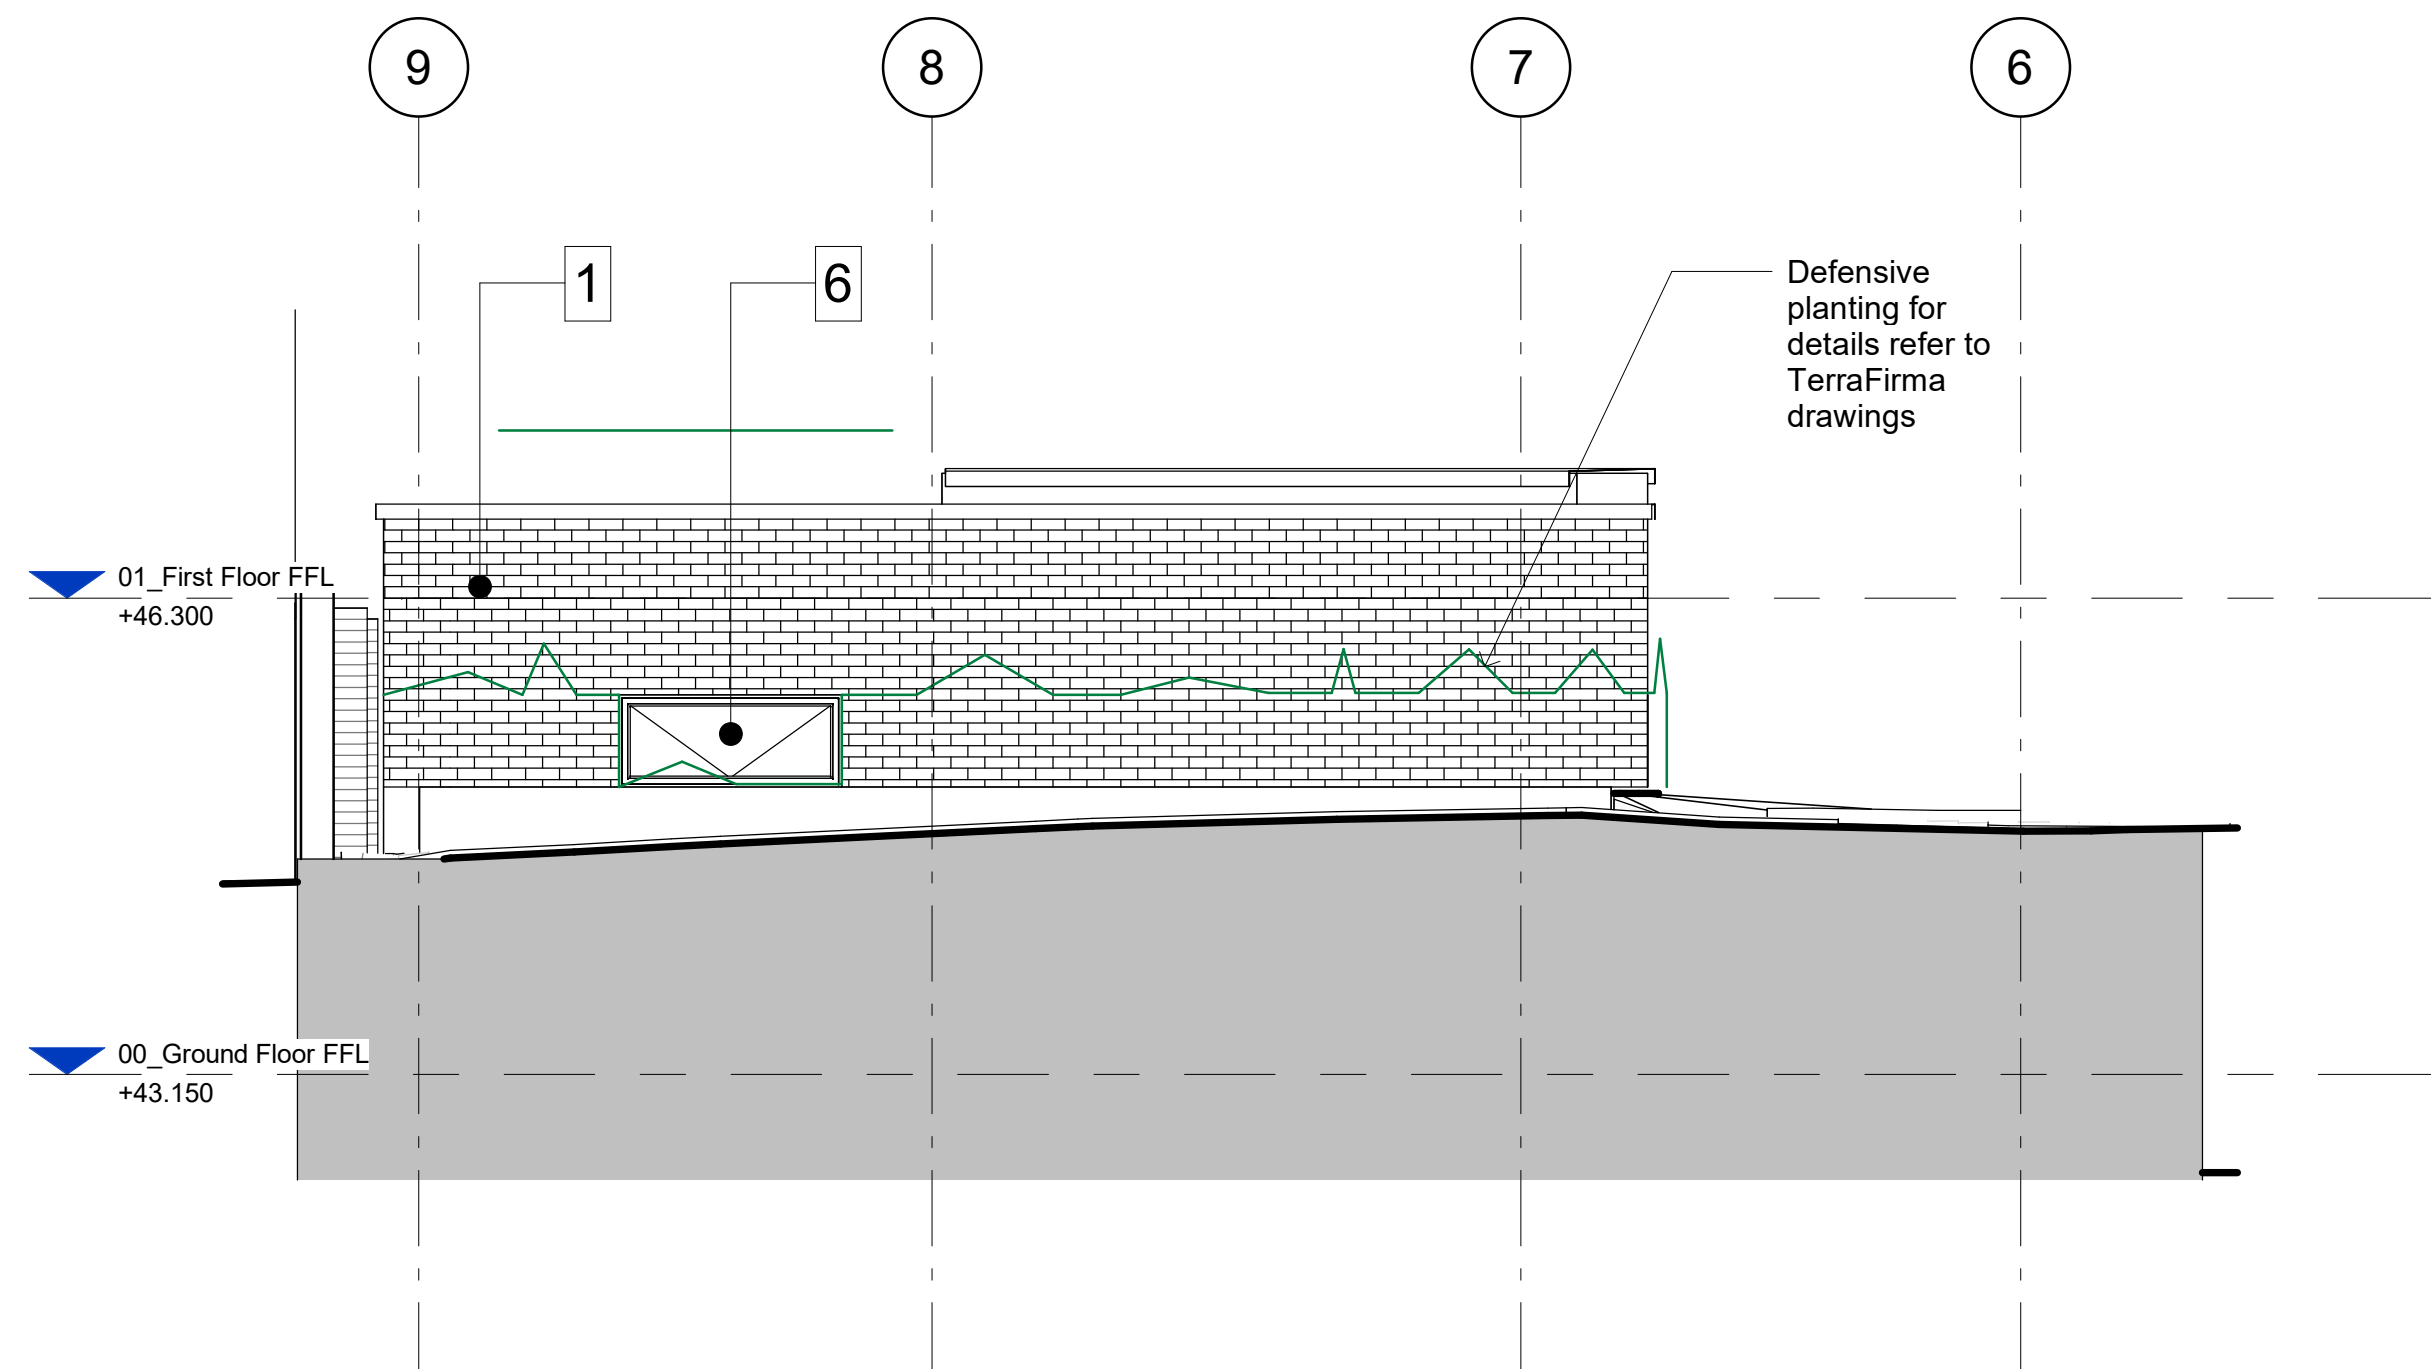 9
8
7
6
1
6
Defensive
planting for
details refer to
TerraFirma
drawings
01_First Floor FFL
+46.300
00_Ground Floor FFL
+43.150